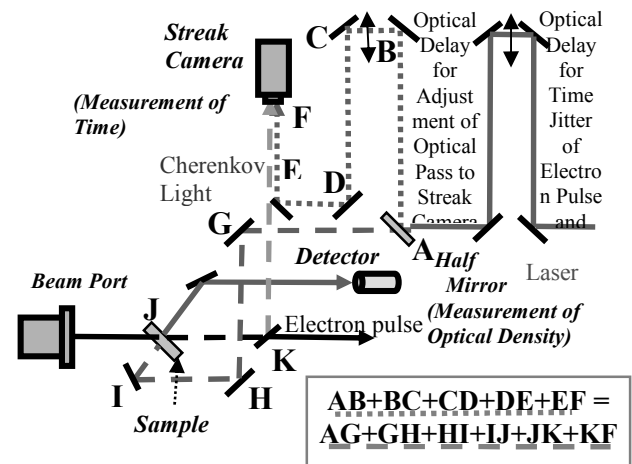 Streak
Camera
(Measurement of
Time)
C
B
Optical
Delay
for
Adjust
ment of
Optical
Pass to
Streak
Camera
Optical
Delay
for
Time
Jitter
of
Electro
n Pulse
and
F
Cherenkov
Light
E
D
G
A
Half
Mirror
Laser
(Measurement of
Optical Density)
Detector
Beam Port
J
Electron pulse
K
I
H
Sample
AB+BC+CD+DE+EF =
AG+GH+HI+IJ+JK+KF